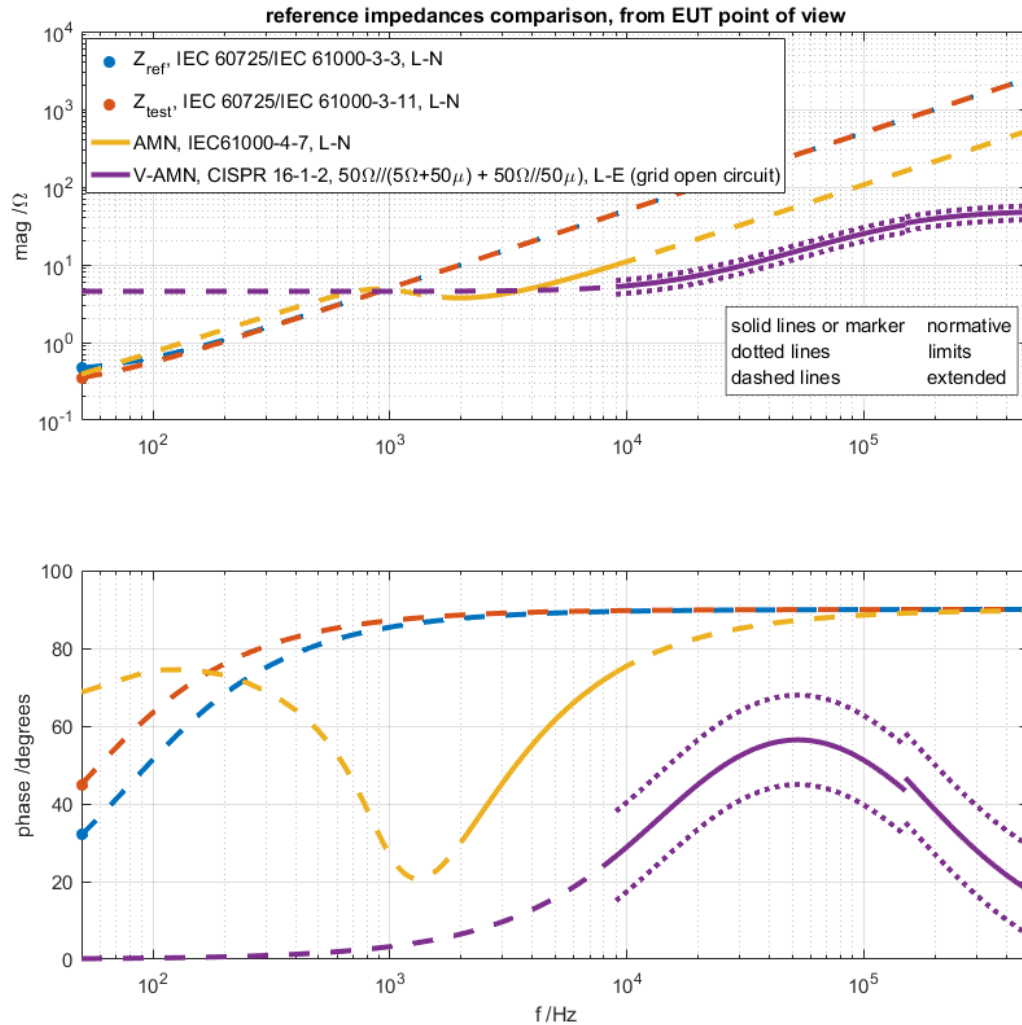 reference impedances comparison, from EUT point of view
10^4
10^3
10^2
10^1
10^0
10^-1
mag /Ω
Z_ref, IEC 60725/IEC 61000-3-3, L-N
Z_test, IEC 60725/IEC 61000-3-11, L-N
AMN, IEC61000-4-7, L-N
V-AMN, CISPR 16-1-2, 50Ω//(5Ω+50μ) + 50Ω//50μ), L-E (grid open circuit)
solid lines or marker normative
dotted lines limits
dashed lines extended
10^2 10^3 10^4 10^5
100
80
60
40
20
0
phase /degrees
10^2 10^3 10^4 10^5
f /Hz